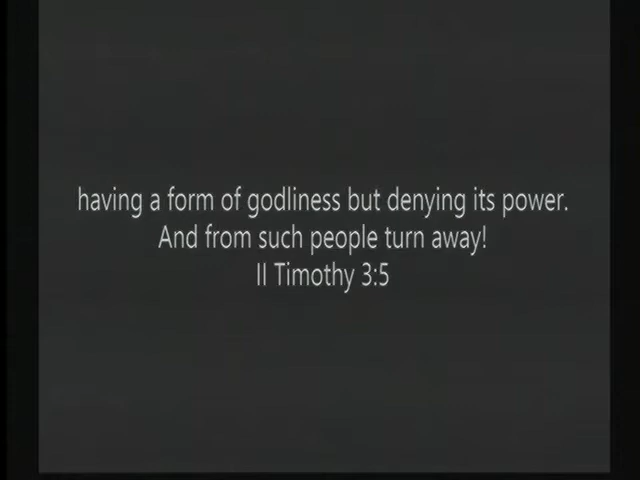 having a form of godliness but denying its power.
And from such people turn away!
II Timothy 3:5